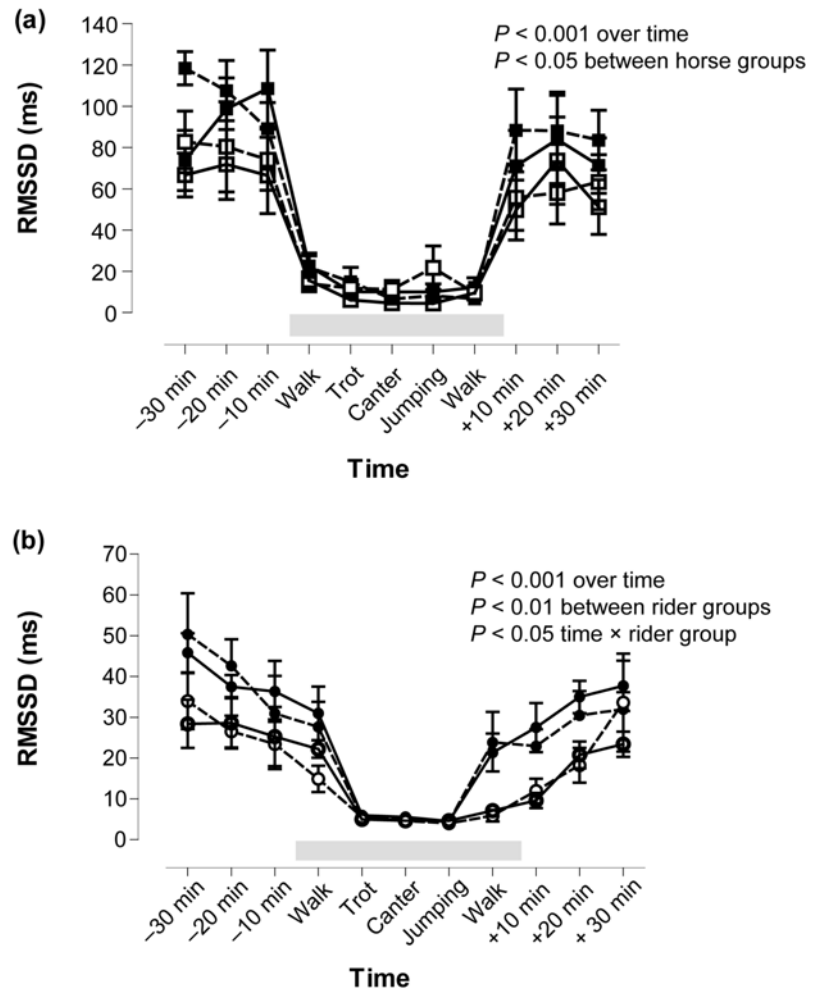 (a)
P < 0.001 over time
P < 0.05 between horse groups
RMSSD (ms)
140
120
100
80
60
40
20
0
–30 min
–20 min
–10 min
Walk
Trot
Canter
Jumping
Walk
+10 min
+20 min
+30 min
Time
(b)
P < 0.001 over time
P < 0.01 between rider groups
P < 0.05 time × rider group
RMSSD (ms)
70
60
50
40
30
20
10
0
–30 min
–20 min
–10 min
Walk
Trot
Canter
Jumping
Walk
+10 min
+20 min
+ 30 min
Time